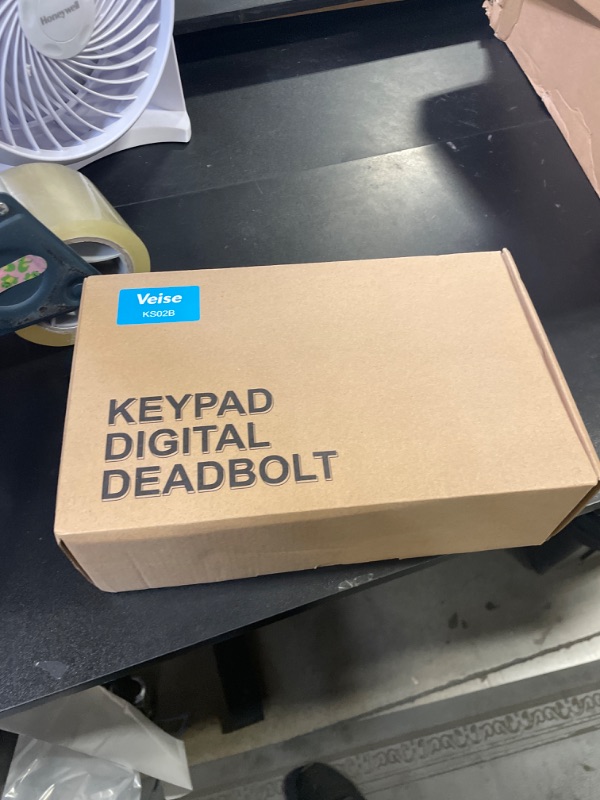 Honeywell
Veise
KS02B
KEYPAD
DIGITAL
DEADBOLT